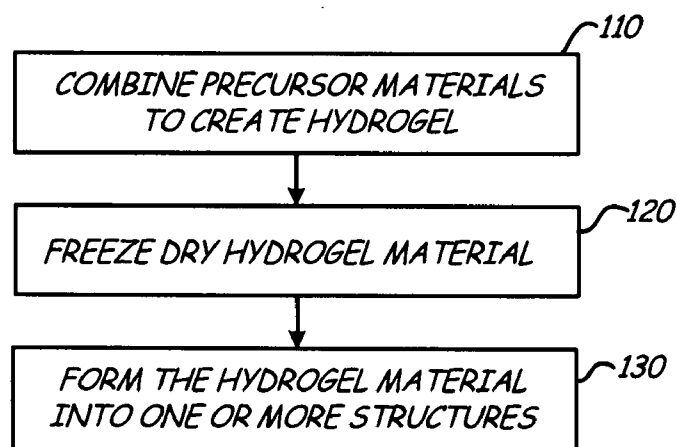 110
COMBINE PRECURSOR MATERIALS
TO CREATE HYDROGEL
120
FREEZE DRY HYDROGEL MATERIAL
130
FORM THE HYDROGEL MATERIAL
INTO ONE OR MORE STRUCTURES